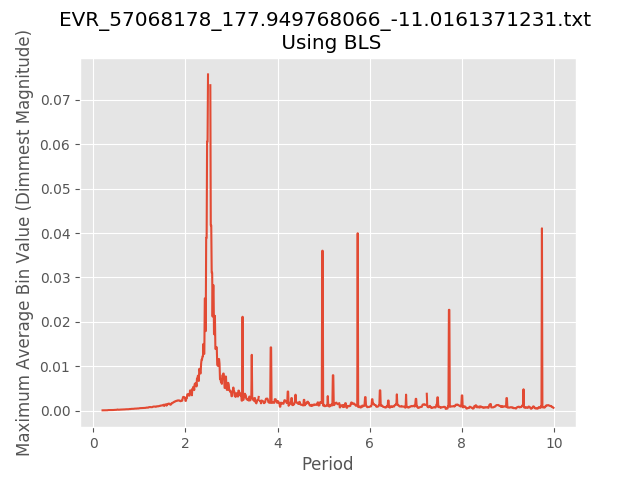 EVR_57068178_177.949768066_-11.0161371231.txt
Using BLS
Maximum Average Bin Value (Dimmest Magnitude)
0.07
0.06
0.05
0.04
0.03
0.02
0.01
0.00
0 2 4 6 8 10
Period